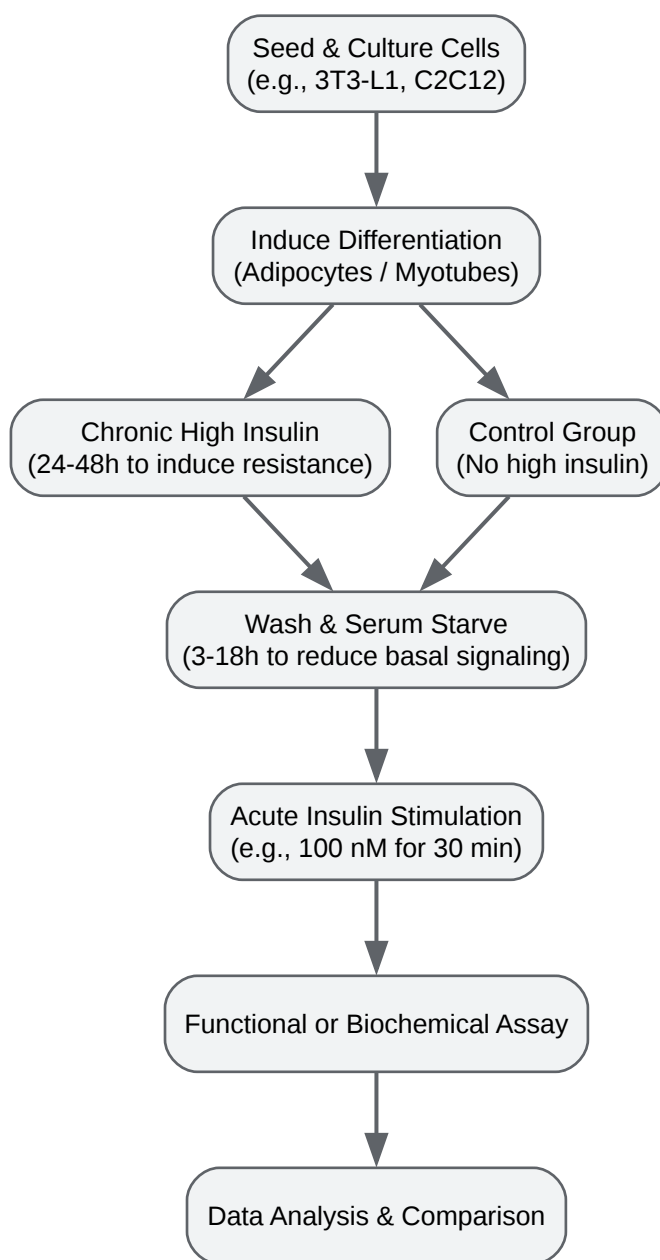 Seed & Culture Cells
(e.g., 3T3-L1, C2C12)
Induce Differentiation
(Adipocytes / Myotubes)
Chronic High Insulin
(24-48h to induce resistance)
Control Group
(No high insulin)
Wash & Serum Starve
(3-18h to reduce basal signaling)
Acute Insulin Stimulation
(e.g., 100 nM for 30 min)
Functional or Biochemical Assay
Data Analysis & Comparison